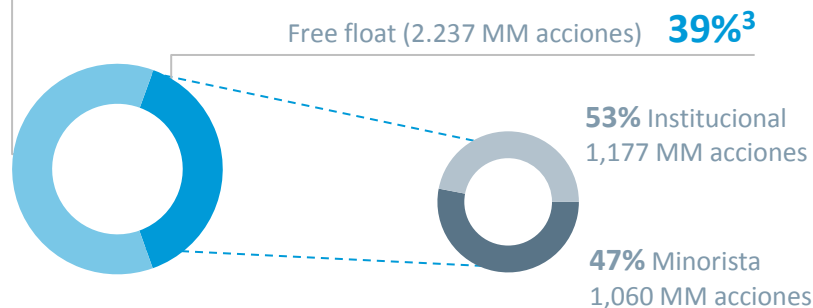 Free float (2.237 MM acciones) 39%³
53% Institucional
1,177 MM acciones
47% Minorista
1,060 MM acciones